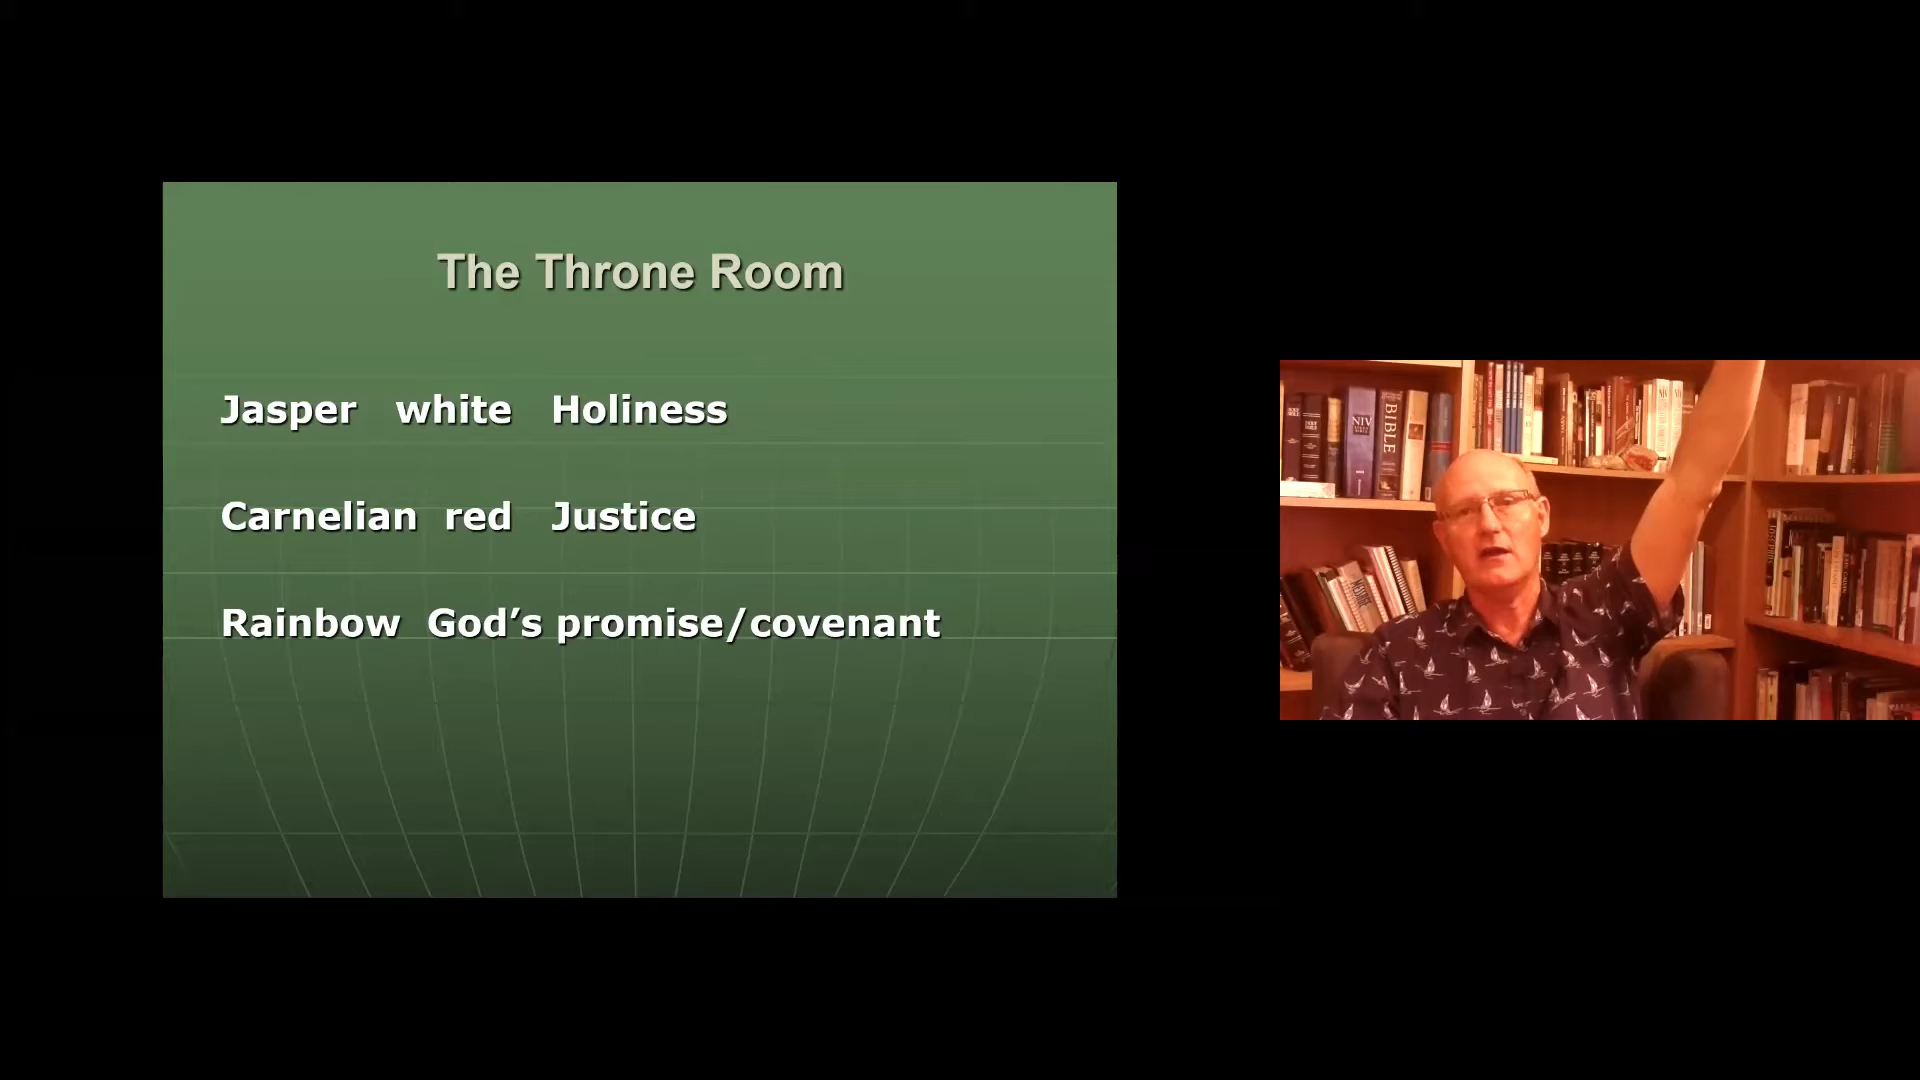 The Throne Room
Jasper white Holiness
Carnelian red Justice
Rainbow God’s promise/covenant
NIV
BIBLE